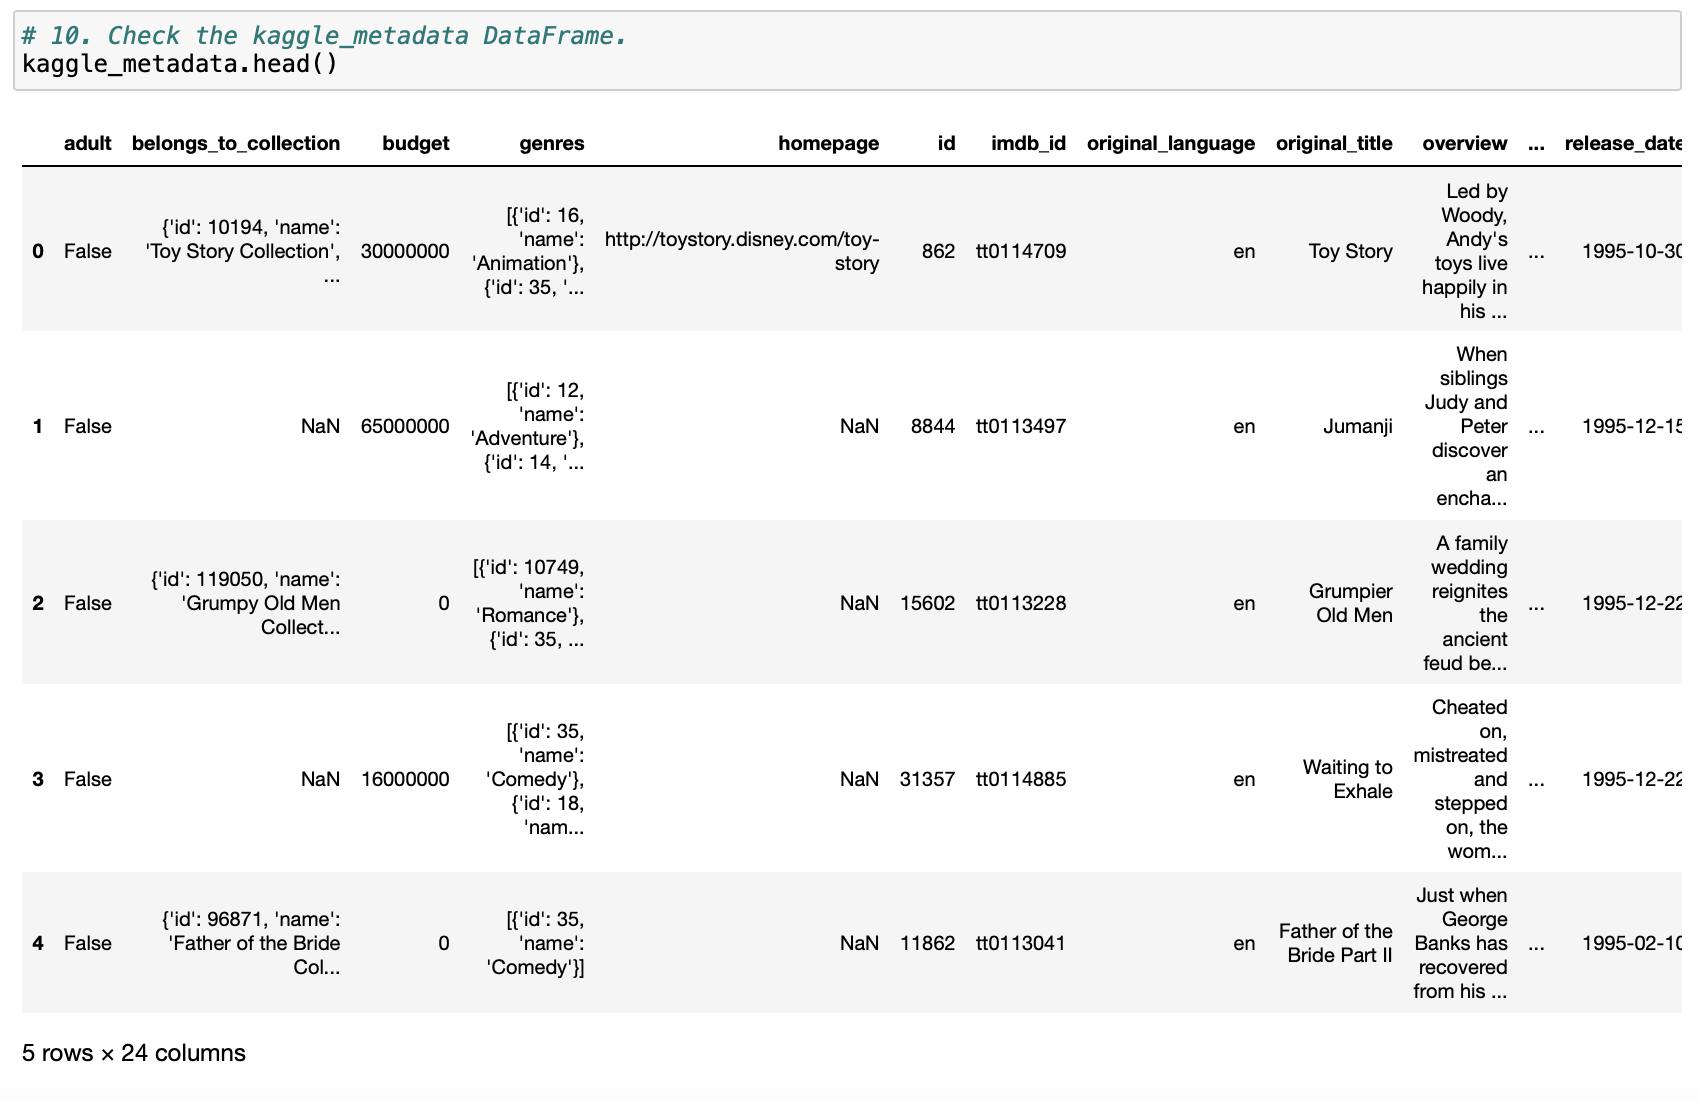 # 10. Check the kaggle_metadata DataFrame.
kaggle_metadata.head()
adult belongs_to_collection budget genres homepage id imdb_id original_language original_title overview ... release_date
0 False {'id': 10194, 'name': 'Toy Story Collection', ... 30000000 [{'id': 16, 'name': 'Animation'}, {'id': 35, '... http://toystory.disney.com/toy-story 862 tt0114709 en Toy Story Led by Woody, Andy's toys live happily in his ... ... 1995-10-30
1 False NaN 65000000 [{'id': 12, 'name': 'Adventure'}, {'id': 14, '... NaN 8844 tt0113497 en Jumanji When siblings Judy and Peter discover an encha... ... 1995-12-15
2 False {'id': 119050, 'name': 'Grumpy Old Men Collect... 0 [{'id': 10749, 'name': 'Romance'}, {'id': 35, ... NaN 15602 tt0113228 en Grumpier Old Men A family wedding reignites the ancient feud be... ... 1995-12-22
3 False NaN 16000000 [{'id': 35, 'name': 'Comedy'}, {'id': 18, 'nam... NaN 31357 tt0114885 en Waiting to Exhale Cheated on, mistreated and stepped on, the wom... ... 1995-12-22
4 False {'id': 96871, 'name': 'Father of the Bride Col... 0 [{'id': 35, 'name': 'Comedy'}] NaN 11862 tt0113041 en Father of the Bride Part II Just when George Banks has recovered from his ... ... 1995-02-10
5 rows × 24 columns